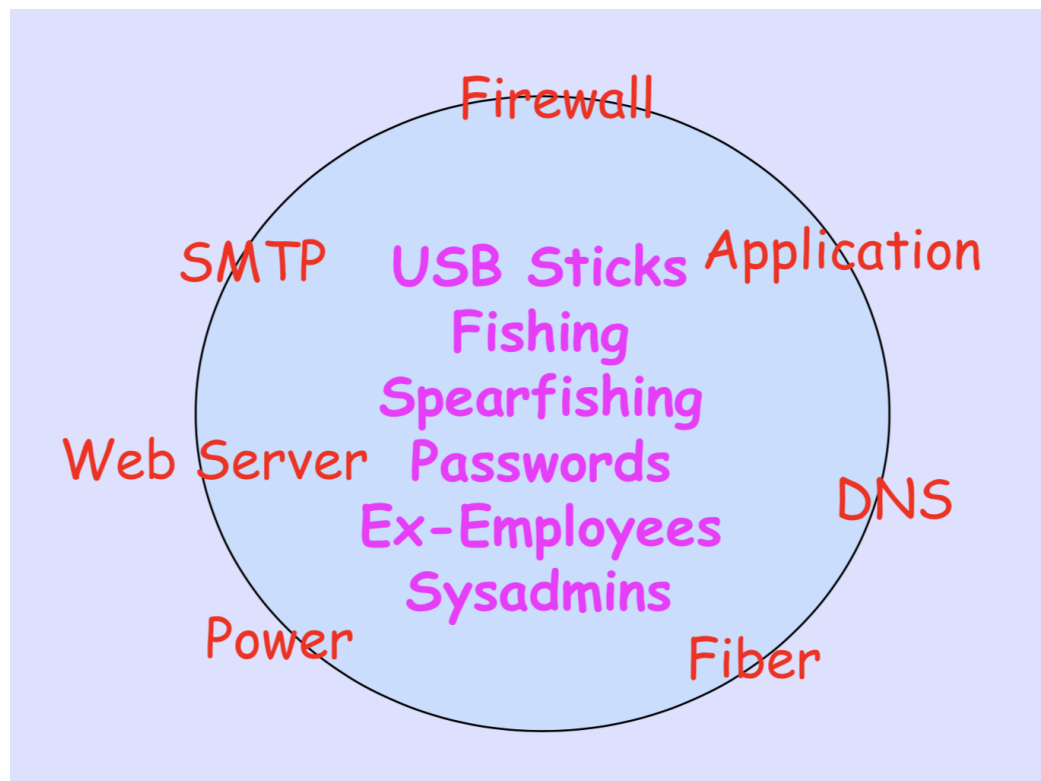 Firewall
SMTP
Application
USB Sticks
Fishing
Spearfishing
Passwords
Ex-Employees
Sysadmins
Web Server
DNS
Power
Fiber